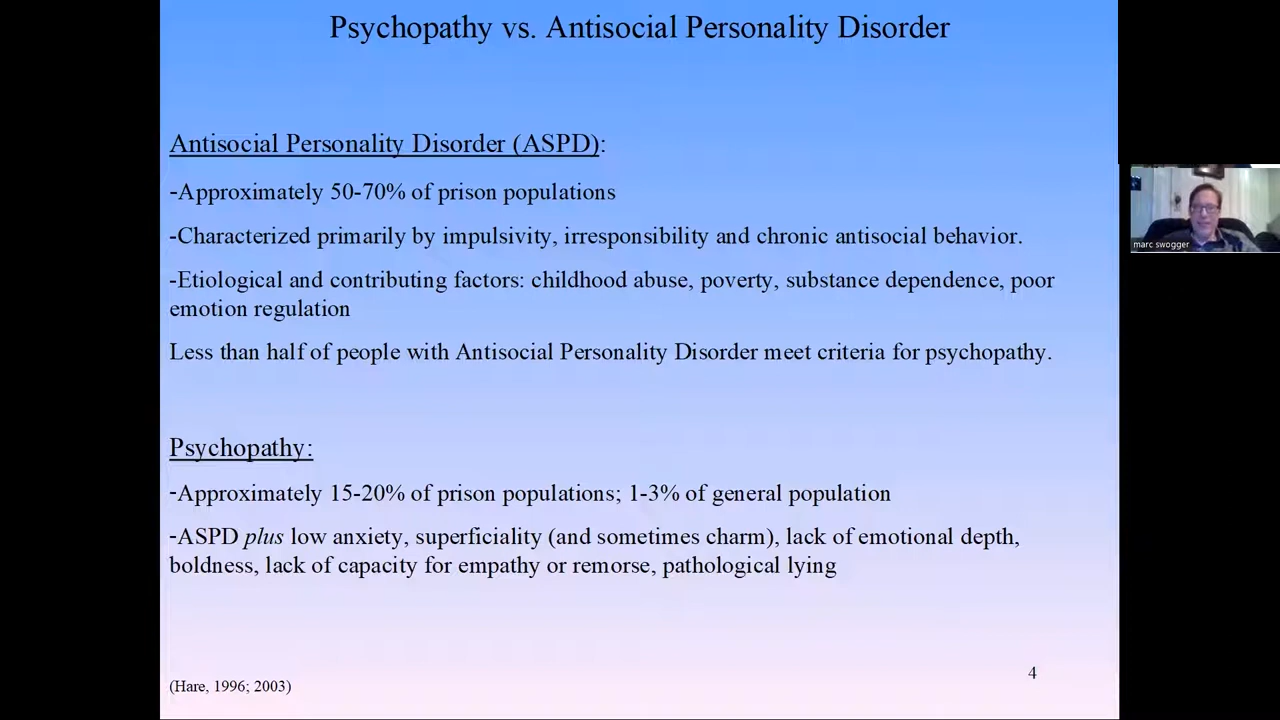 Psychopathy vs. Antisocial Personality Disorder
Antisocial Personality Disorder (ASPD):
-Approximately 50-70% of prison populations
-Characterized primarily by impulsivity, irresponsibility and chronic antisocial behavior.
-Etiological and contributing factors: childhood abuse, poverty, substance dependence, poor
emotion regulation
Less than half of people with Antisocial Personality Disorder meet criteria for psychopathy.
Psychopathy:
-Approximately 15-20% of prison populations; 1-3% of general population
-ASPD plus low anxiety, superficiality (and sometimes charm), lack of emotional depth,
boldness, lack of capacity for empathy or remorse, pathological lying
(Hare, 1996; 2003)
4
marc swogger